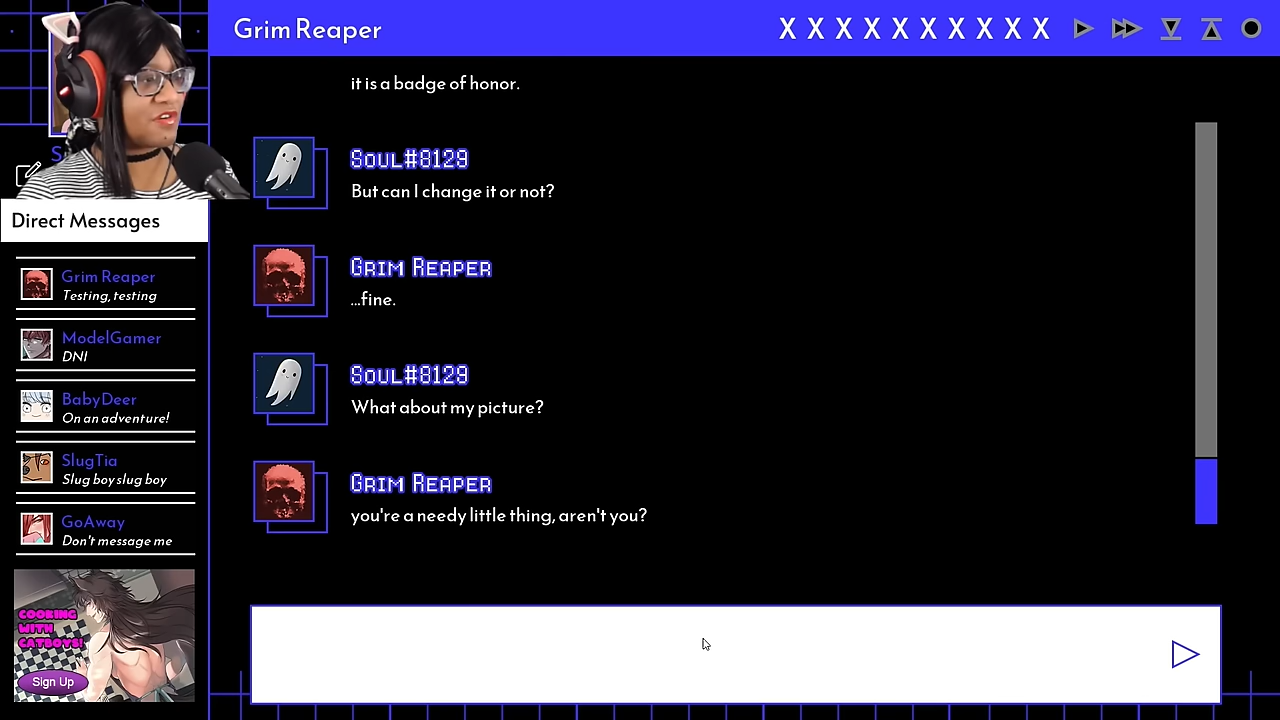 Grim Reaper
X X X X X X X X X X
it is a badge of honor.
Soul#8129
But can I change it or not?
Grim Reaper
...fine.
Soul#8129
What about my picture?
Grim Reaper
you're a needy little thing, aren't you?
Direct Messages
Grim Reaper
Testing, testing
ModelGamer
DNI
BabyDeer
On an adventure!
SlugTia
Slug boy slug boy
GoAway
Don't message me
COOKING
WITH
CATBOYS!
Sign Up